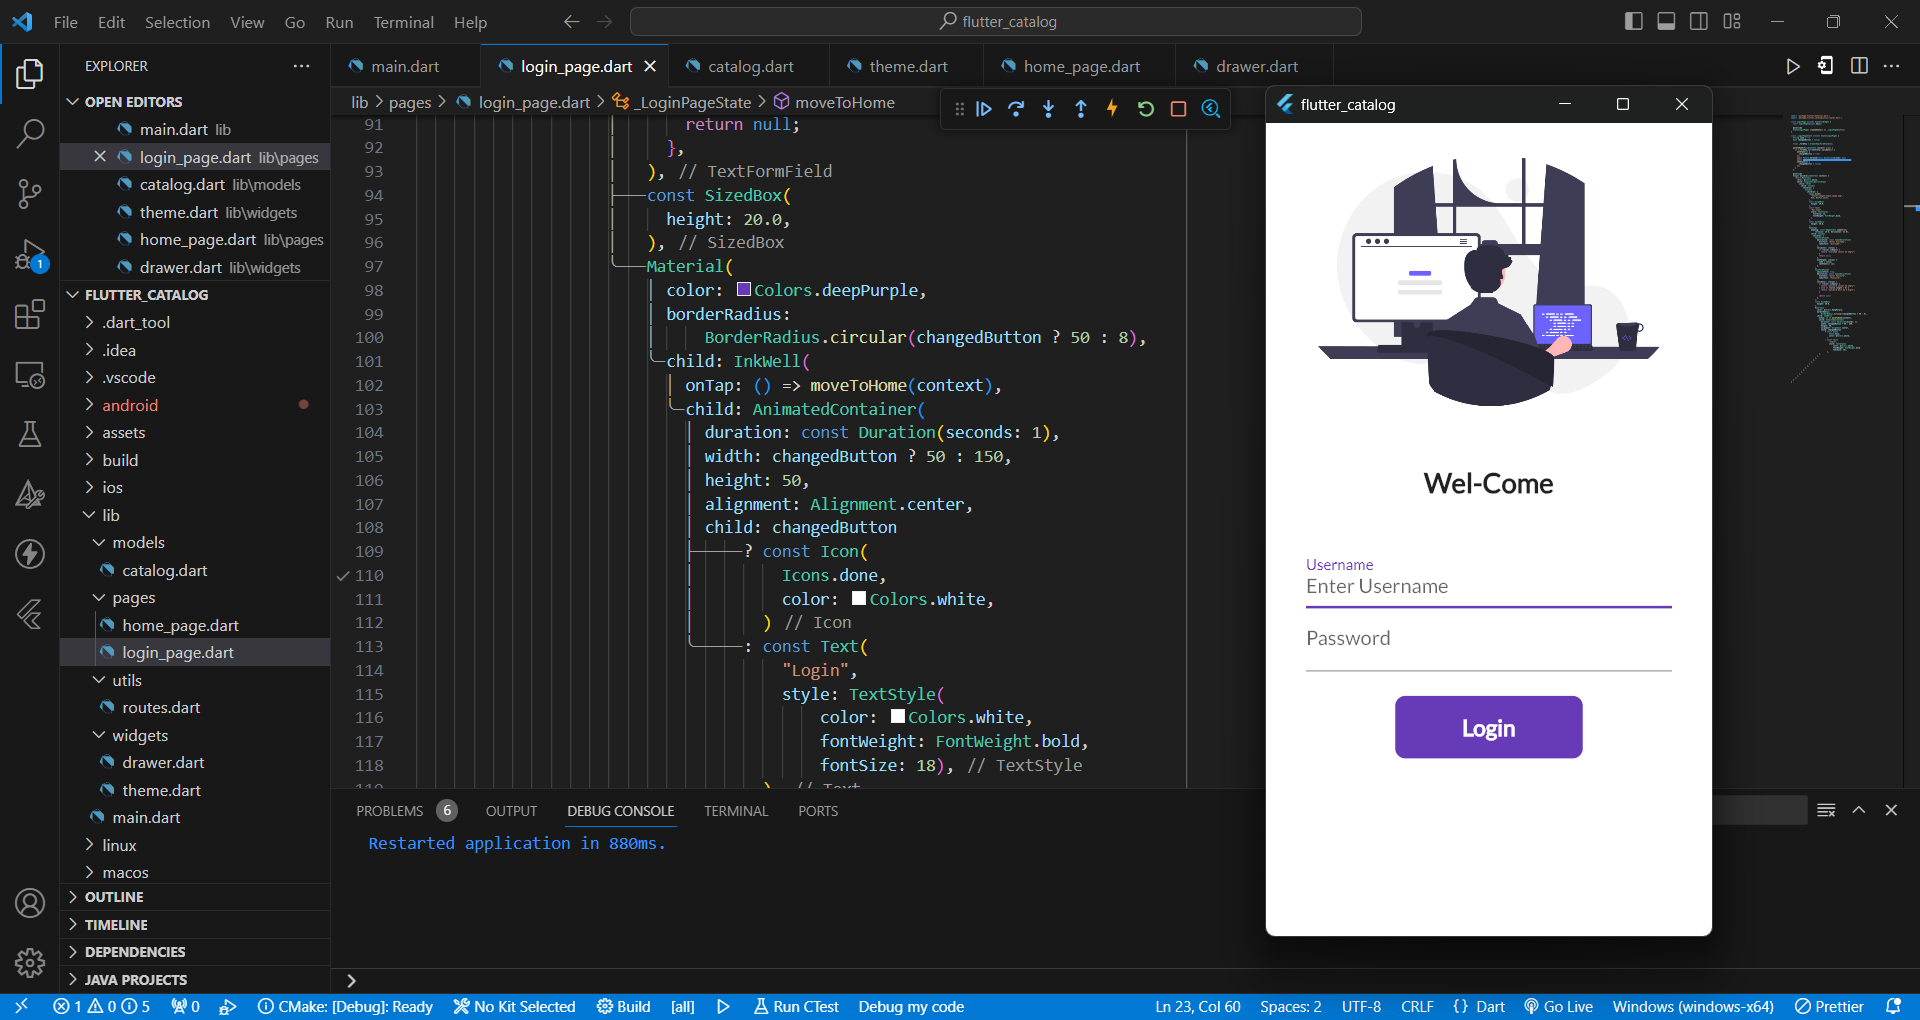 File Edit Selection View Go Run Terminal Help
flutter_catalog
EXPLORER
OPEN EDITORS
main.dart lib
login_page.dart lib\pages
catalog.dart lib\models
theme.dart lib\widgets
home_page.dart lib\pages
drawer.dart lib\widgets
FLUTTER_CATALOG
.dart_tool
.idea
.vscode
android
assets
build
ios
lib
models
catalog.dart
pages
home_page.dart
login_page.dart
utils
routes.dart
widgets
drawer.dart
theme.dart
main.dart
linux
macos
OUTLINE
TIMELINE
DEPENDENCIES
JAVA PROJECTS
1
main.dart login_page.dart catalog.dart theme.dart home_page.dart drawer.dart
lib > pages > login_page.dart > _LoginPageState > moveToHome
91 return null;
92 },
93 ), // TextFormField
94 const SizedBox(
95 height: 20.0,
96 ), // SizedBox
97 Material(
98 color: Colors.deepPurple,
99 borderRadius:
100 BorderRadius.circular(changedButton ? 50 : 8),
101 child: InkWell(
102 onTap: () => moveToHome(context),
103 child: AnimatedContainer(
104 duration: const Duration(seconds: 1),
105 width: changedButton ? 50 : 150,
106 height: 50,
107 alignment: Alignment.center,
108 child: changedButton
109 ? const Icon(
110 Icons.done,
111 color: Colors.white,
112 ) // Icon
113 : const Text(
114 "Login",
115 style: TextStyle(
116 color: Colors.white,
117 fontWeight: FontWeight.bold,
118 fontSize: 18), // TextStyle
PROBLEMS 6 OUTPUT DEBUG CONSOLE TERMINAL PORTS
Restarted application in 880ms.
flutter_catalog
Wel-Come
Username
Enter Username
Password
Login
1 0 5 0 CMake: [Debug]: Ready No Kit Selected Build [all] Run CTest Debug my code Ln 23, Col 60 Spaces: 2 UTF-8 CRLF { } Dart Go Live Windows (windows-x64) Prettier